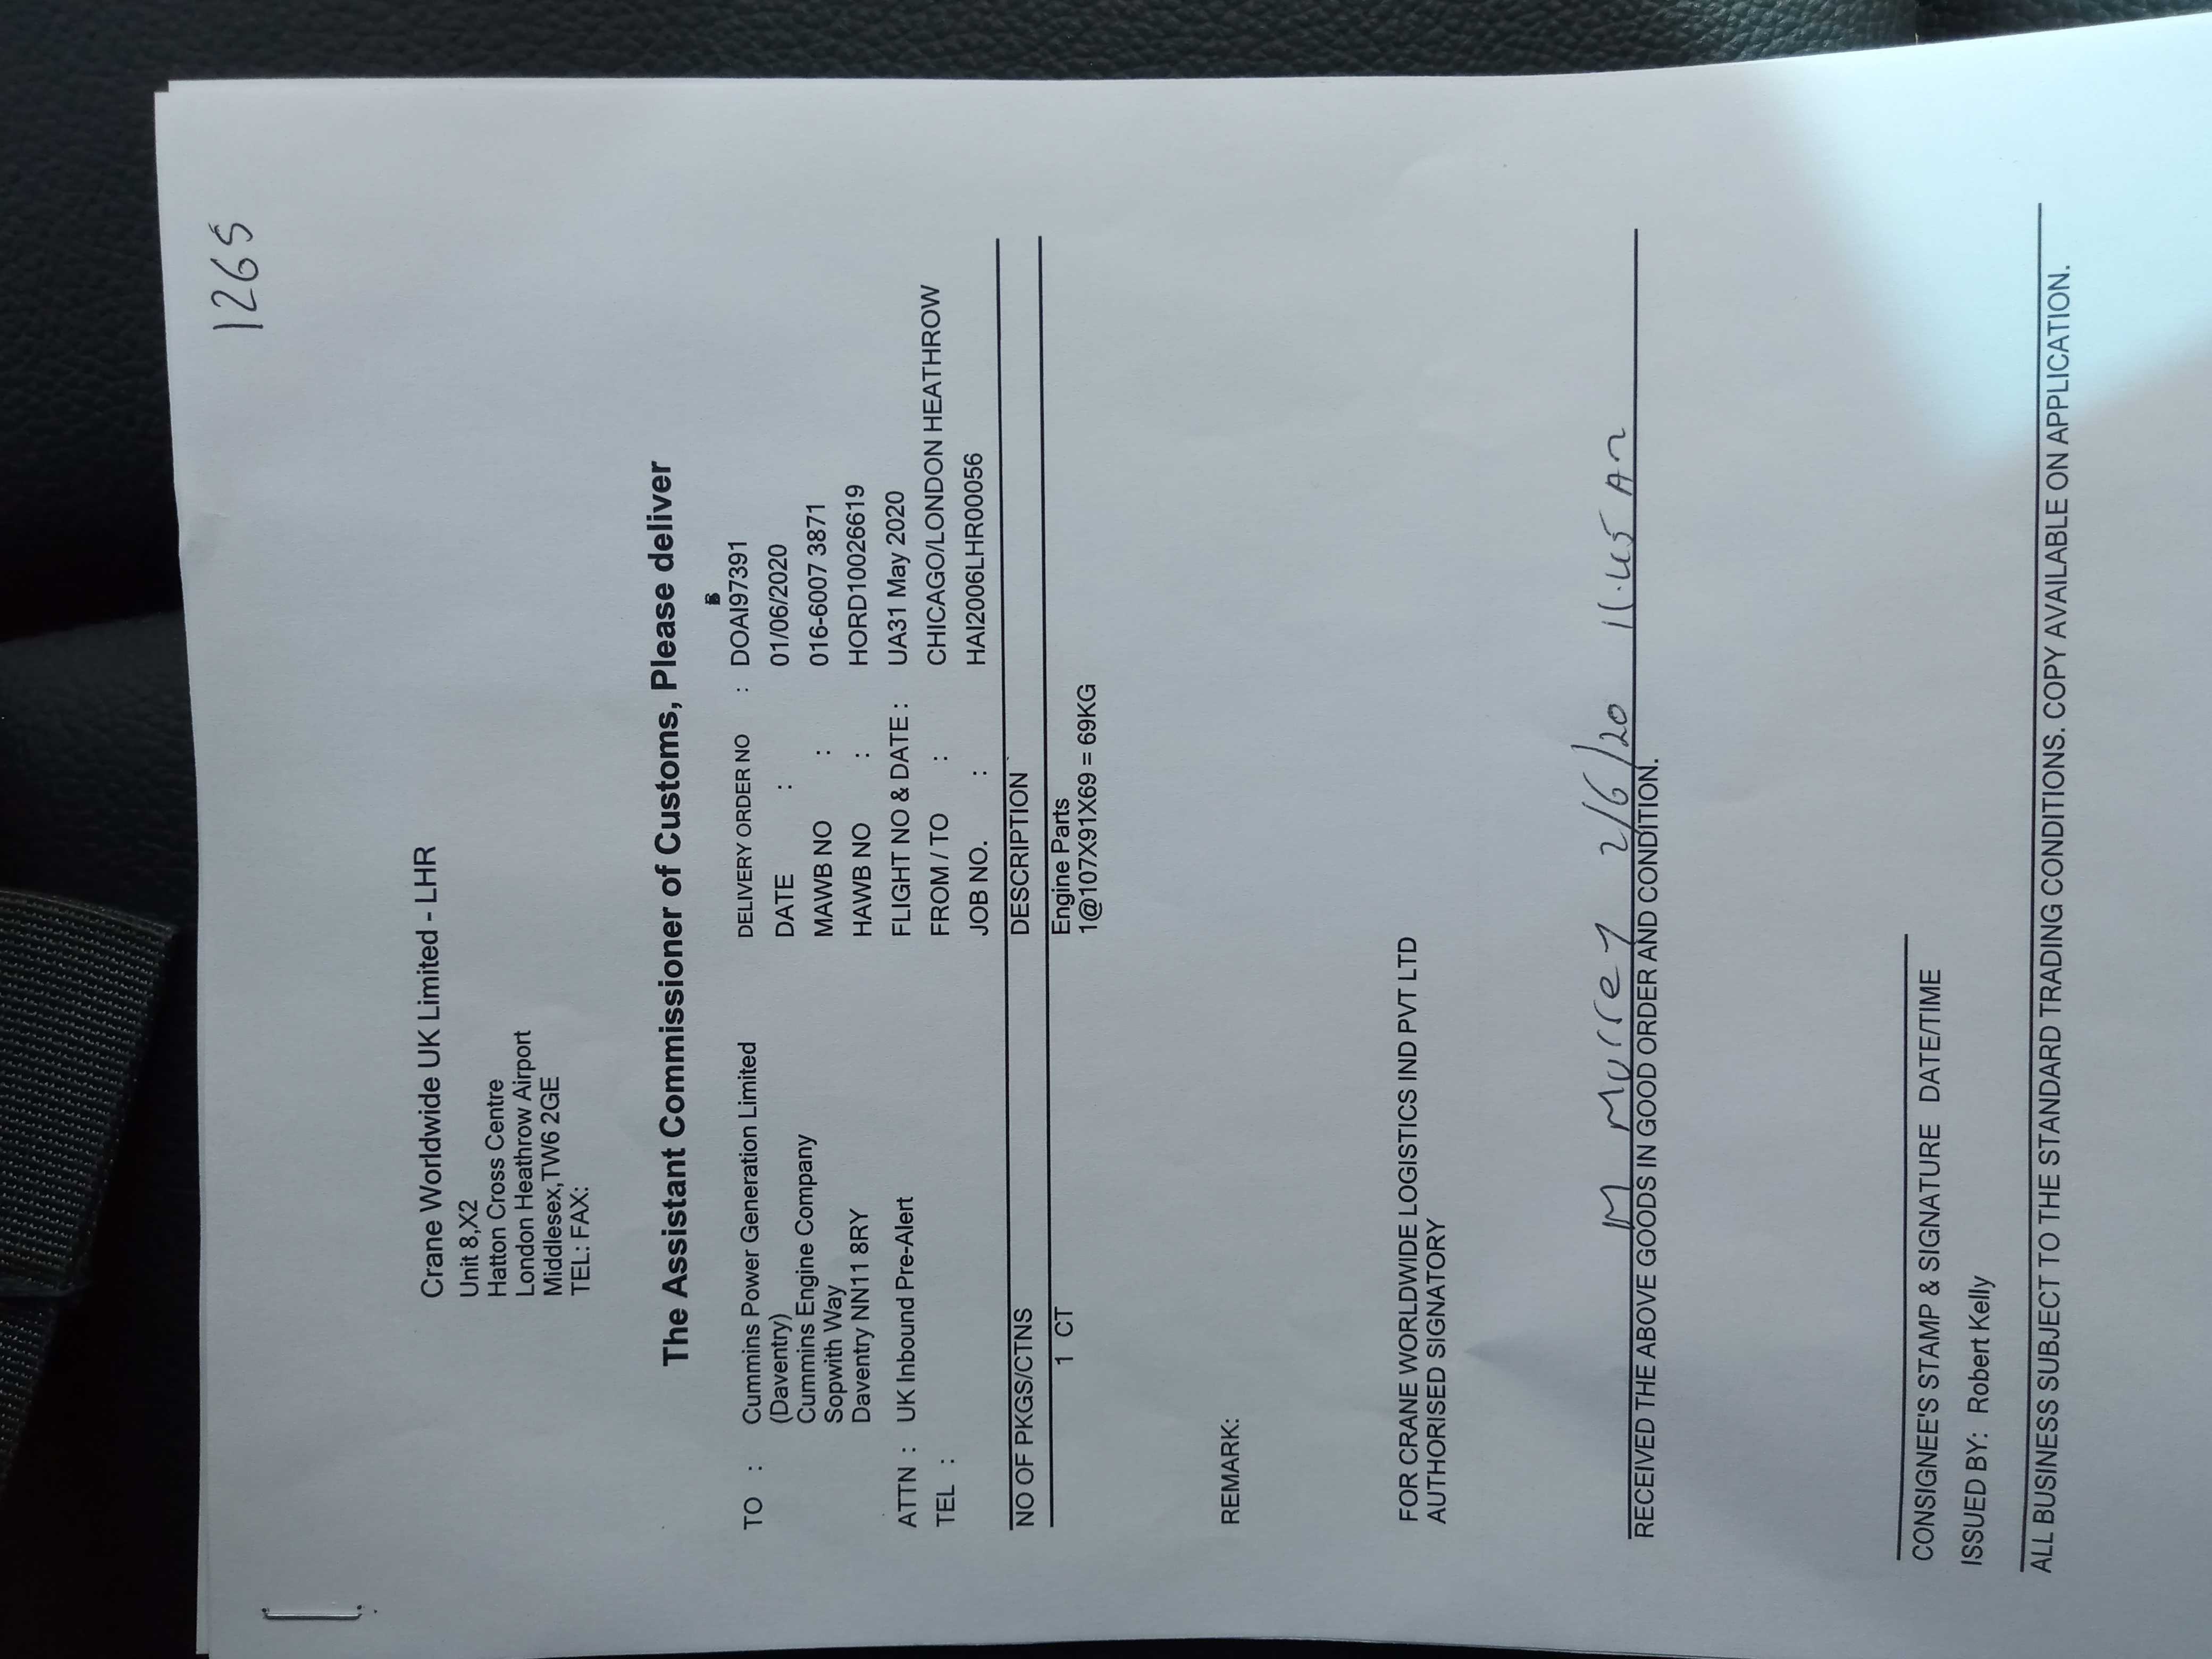 1265
Crane Worldwide UK Limited - LHR
Unit 8,X2
Hatton Cross Centre
London Heathrow Airport
Middlesex,TW6 2GE
TEL: FAX:
The Assistant Commissioner of Customs, Please deliver
B
TO : Cummins Power Generation Limited
(Daventry)
Cummins Engine Company
Sopwith Way
Daventry NN11 8RY
ATTN : UK Inbound Pre-Alert
TEL :
DELIVERY ORDER NO : DOAI97391
DATE : 01/06/2020
MAWB NO : 016-6007 3871
HAWB NO : HORD10026619
FLIGHT NO & DATE : UA31 May 2020
FROM / TO : CHICAGO/LONDON HEATHROW
JOB NO. : HAI2006LHR00056
NO OF PKGS/CTNS DESCRIPTION
1 CT Engine Parts
1@107X91X69 = 69KG
REMARK:
FOR CRANE WORLDWIDE LOGISTICS IND PVT LTD
AUTHORISED SIGNATORY
M Murrey 2/6/20 11.45 Am
RECEIVED THE ABOVE GOODS IN GOOD ORDER AND CONDITION.
CONSIGNEE'S STAMP & SIGNATURE DATE/TIME
ISSUED BY: Robert Kelly
ALL BUSINESS SUBJECT TO THE STANDARD TRADING CONDITIONS. COPY AVAILABLE ON APPLICATION.